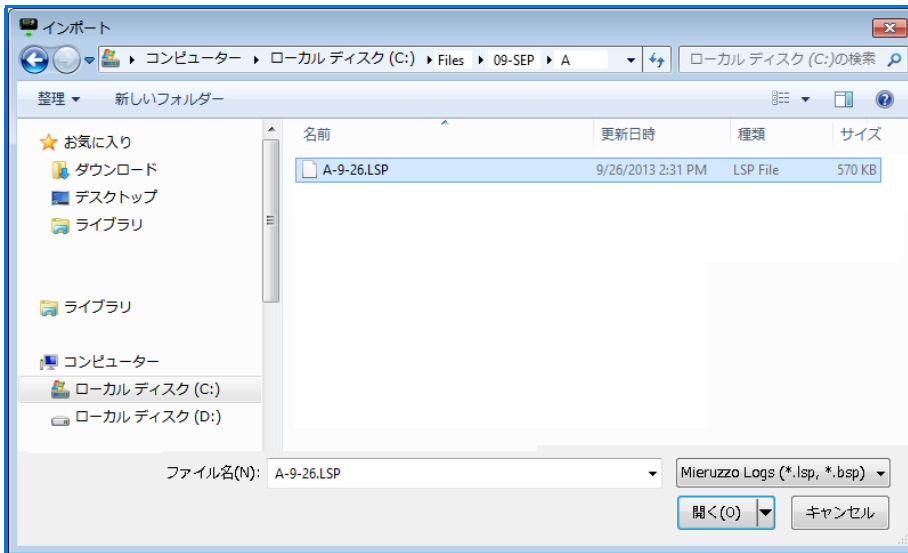 インポート
コンピューター ▸ ローカル ディスク (C:) ▸ Files ▸ 09-SEP ▸ A
ローカル ディスク (C:)の検索
整理 新しいフォルダー
名前 更新日時 種類 サイズ
A-9-26.LSP 9/26/2013 2:31 PM LSP File 570 KB
お気に入り
ダウンロード
デスクトップ
ライブラリ
ライブラリ
コンピューター
ローカル ディスク (C:)
ローカル ディスク (D:)
ファイル名(N): A-9-26.LSP Mieruzzo Logs (*.lsp, *.bsp)
開く(O) キャンセル